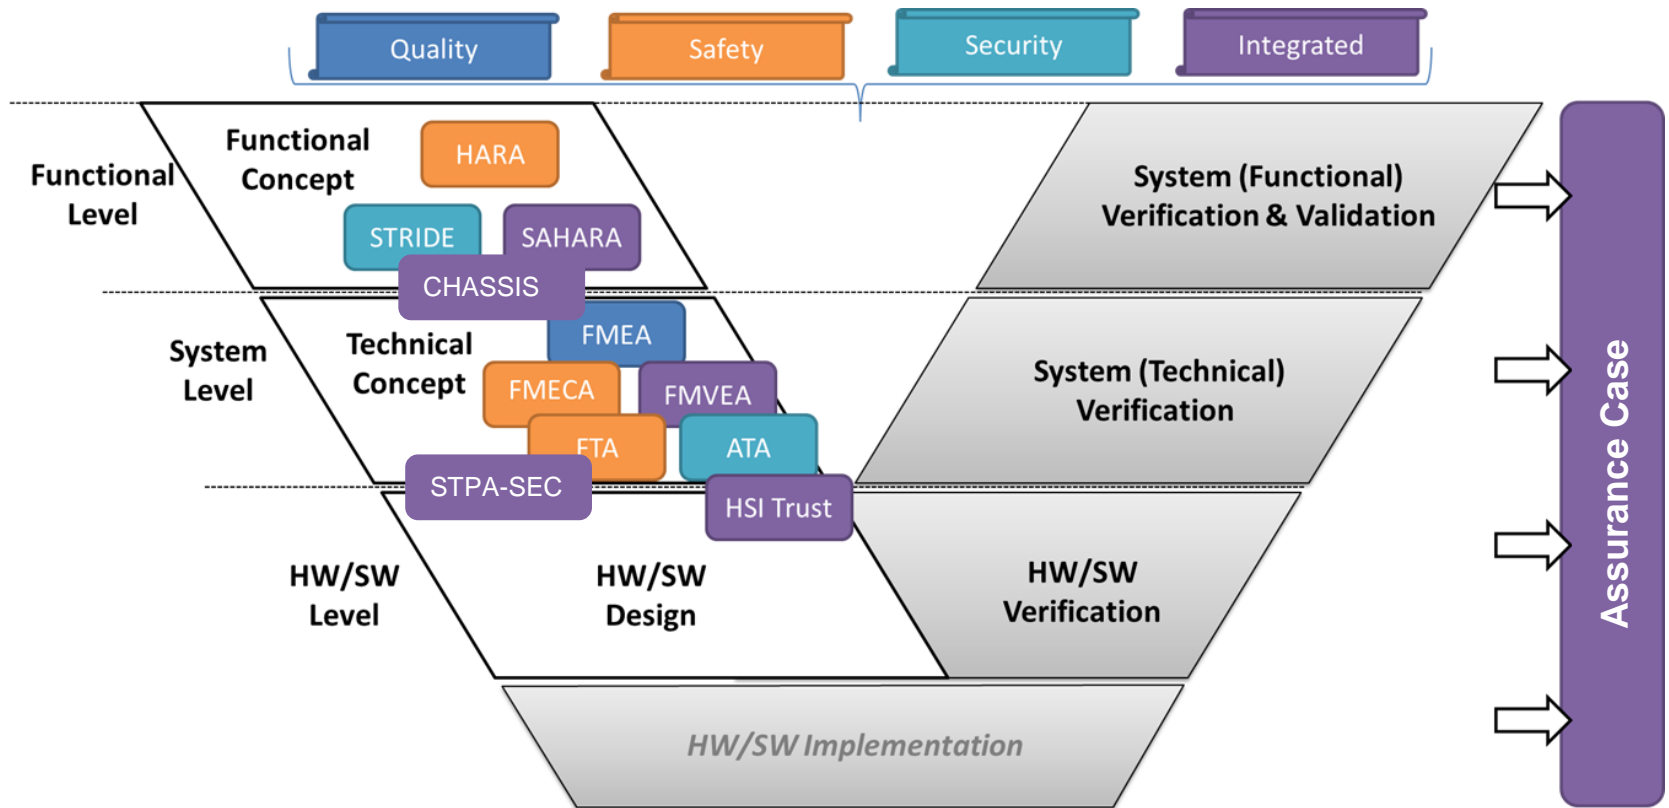 Quality
Safety
Security
Integrated
Functional
Level
Functional
Concept
HARA
STRIDE
SAHARA
CHASSIS
System (Functional)
Verification & Validation
System
Level
Technical
Concept
FMEA
FMECA
FMVEA
FTA
ATA
STPA-SEC
HSI Trust
System (Technical)
Verification
HW/SW
Level
HW/SW
Design
HW/SW
Verification
HW/SW Implementation
Assurance Case